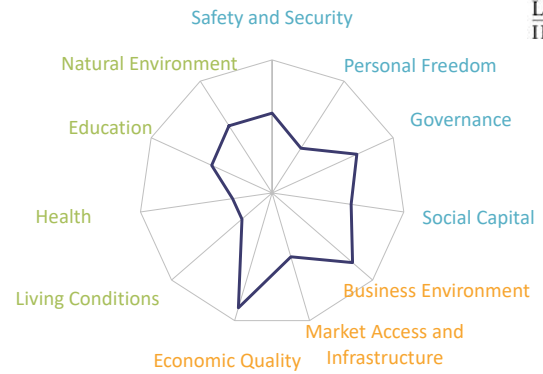 Safety and Security
Natural Environment
Personal Freedom
Education
Governance
Health
Social Capital
Living Conditions
Business Environment
Economic Quality
Market Access and
Infrastructure